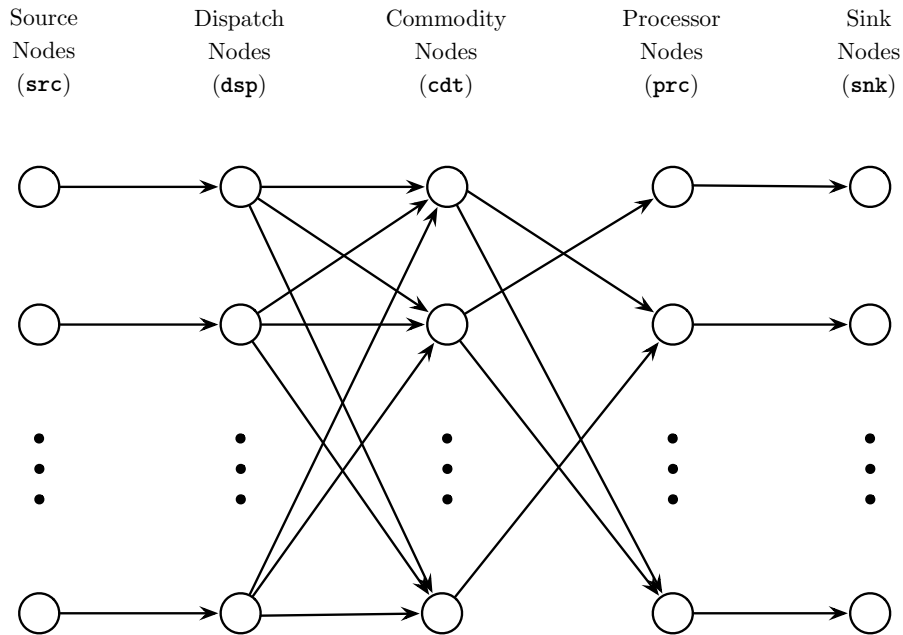 Source Nodes (src)
Dispatch Nodes (dsp)
Commodity Nodes (cdt)
Processor Nodes (prc)
Sink Nodes (snk)